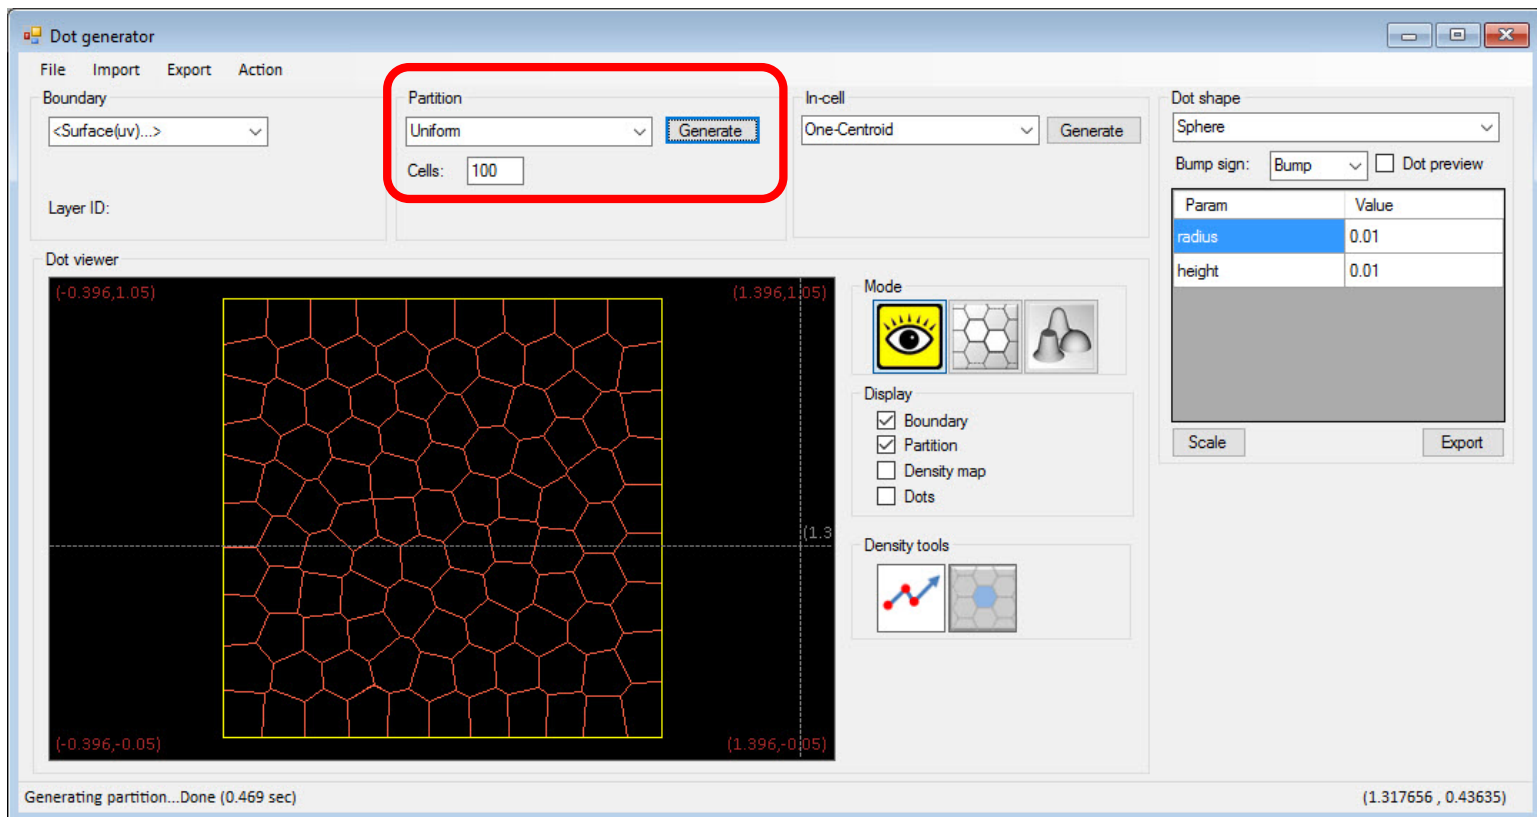 Dot generator
File Import Export Action
Boundary
<Surface(uv)...>
Layer ID:
Partition
Uniform
Generate
Cells: 100
In-cell
One-Centroid
Generate
Dot shape
Sphere
Bump sign: Bump Dot preview
Param Value
radius 0.01
height 0.01
Scale Export
Dot viewer
(-0.396,1.05) (1.396,1.05)
(1.3
(-0.396,-0.05) (1.396,-0.05)
Mode
Display
Boundary
Partition
Density map
Dots
Density tools
Generating partition...Done (0.469 sec) (1.317656 , 0.43635)